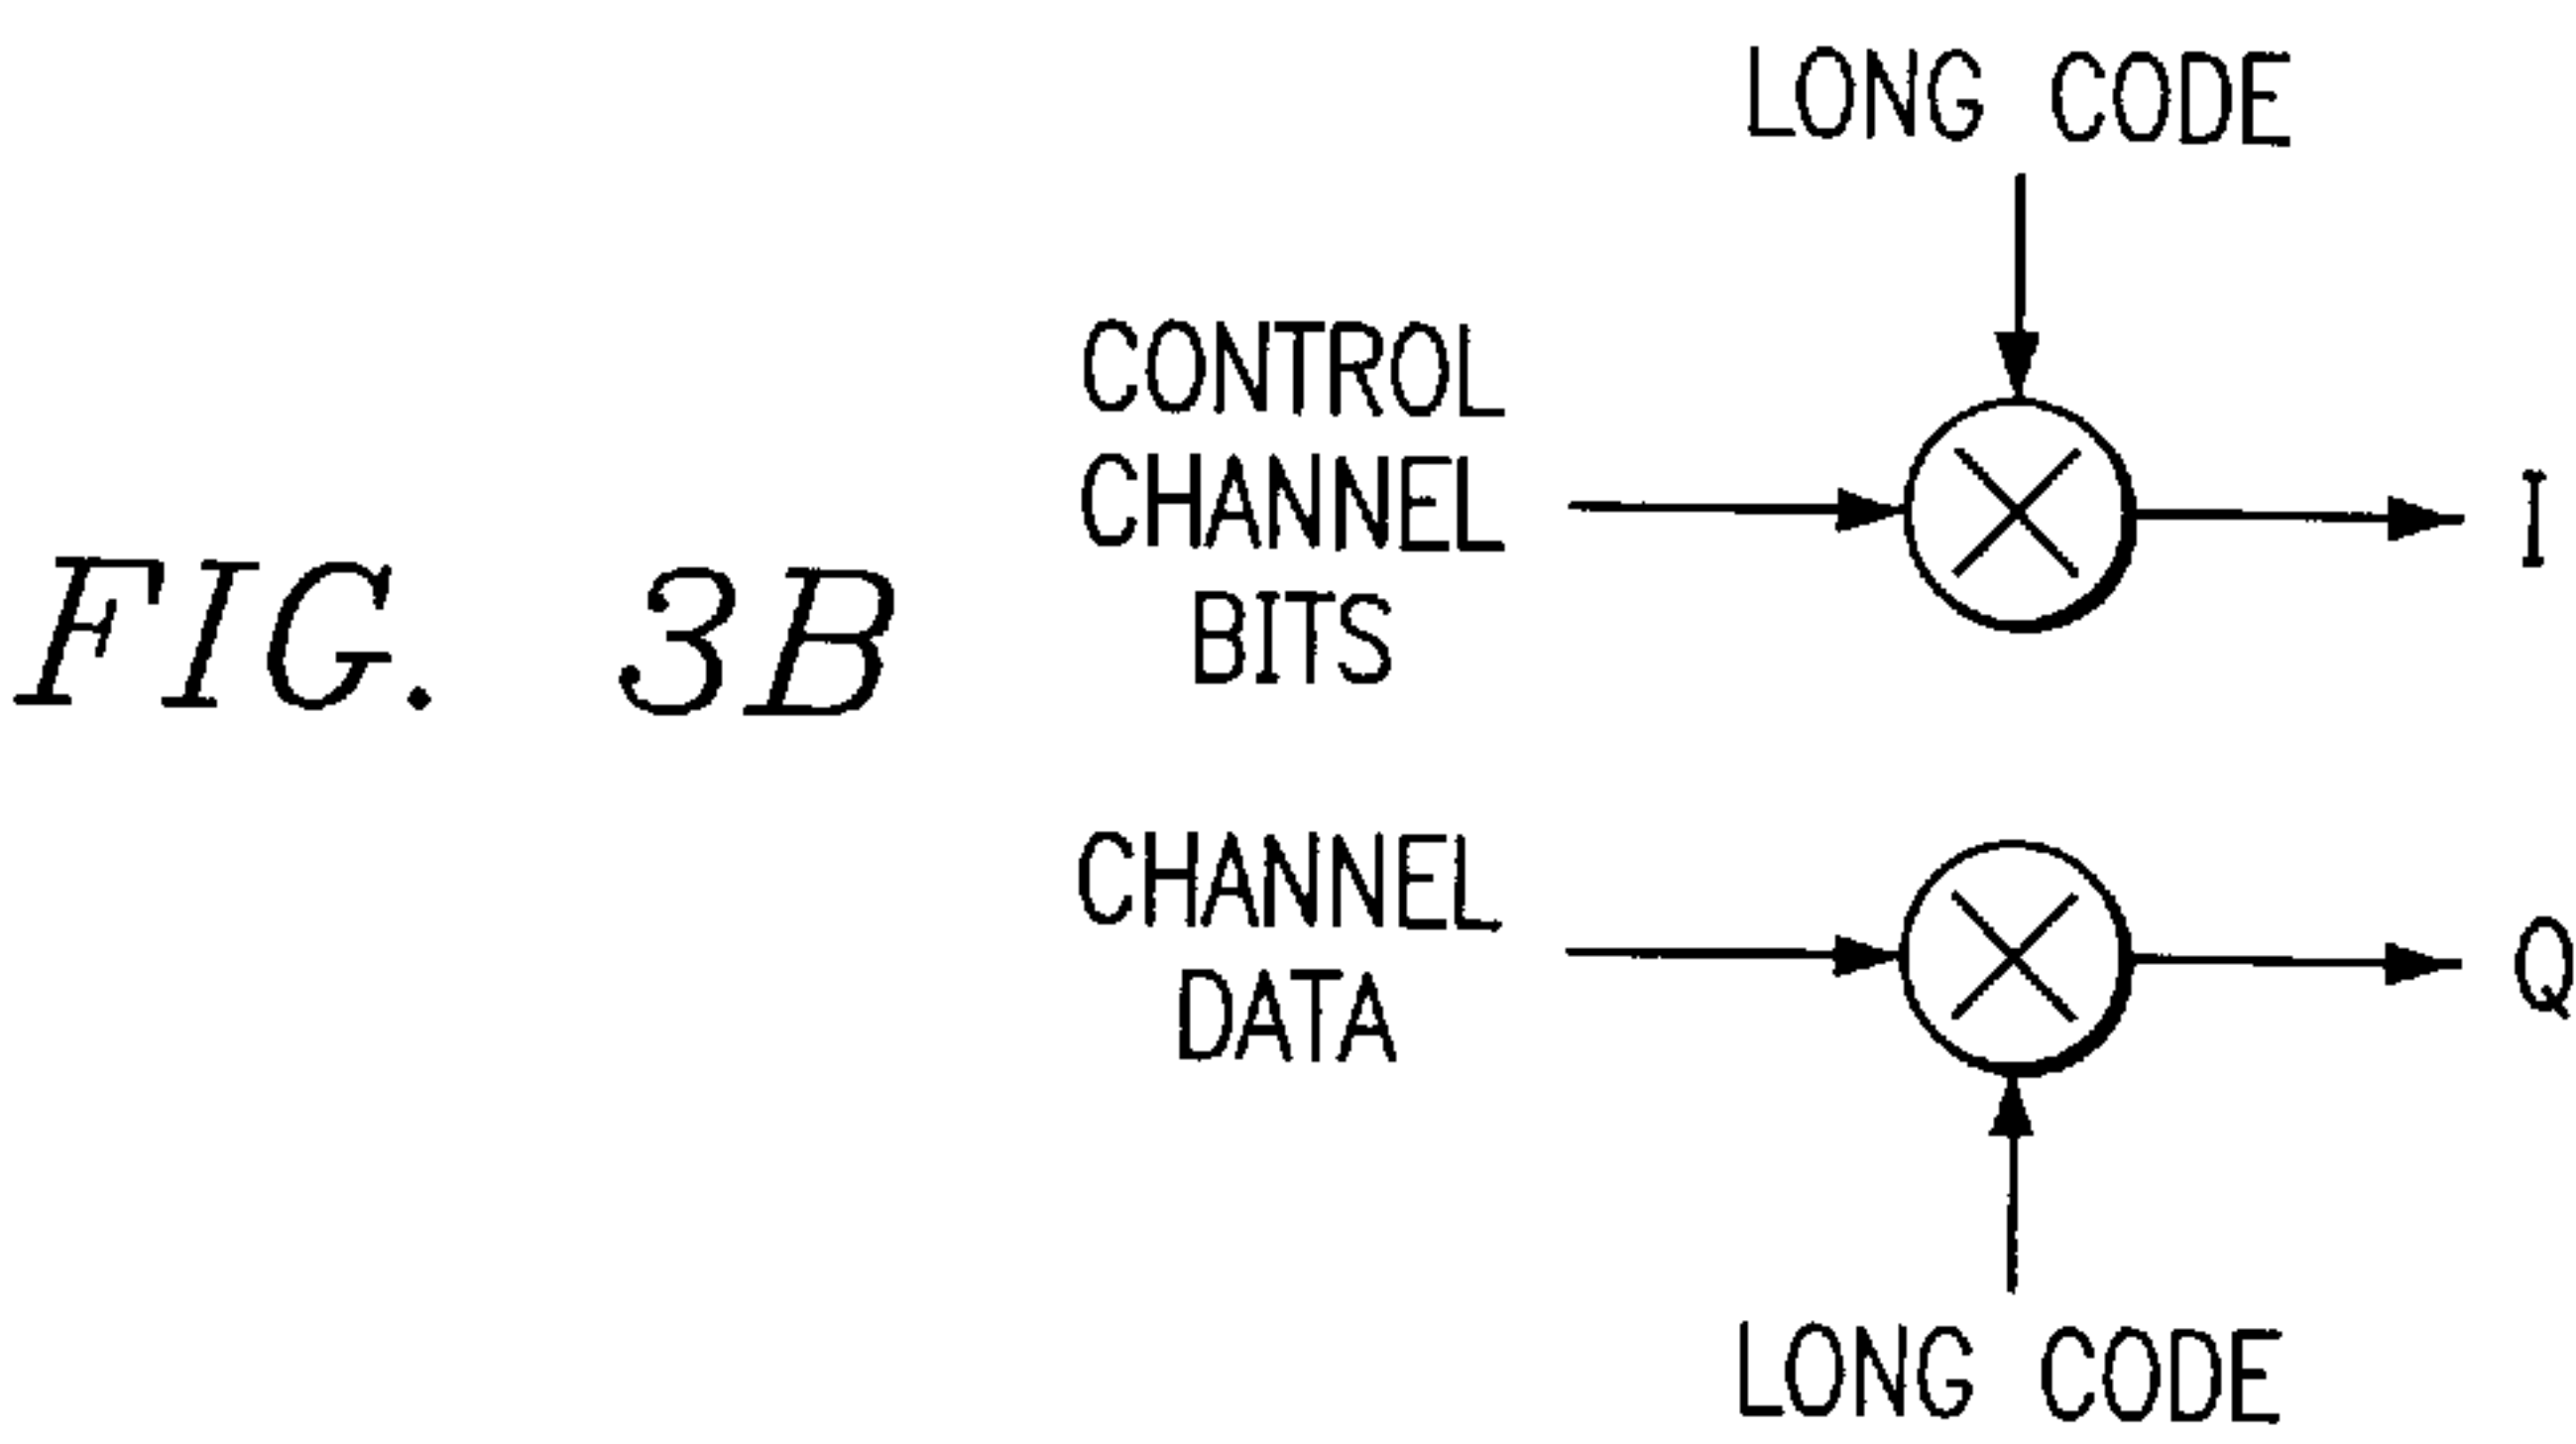 LONG CODE
CONTROL
CHANNEL
BITS
I
FIG. 3B
CHANNEL
DATA
Q
LONG CODE